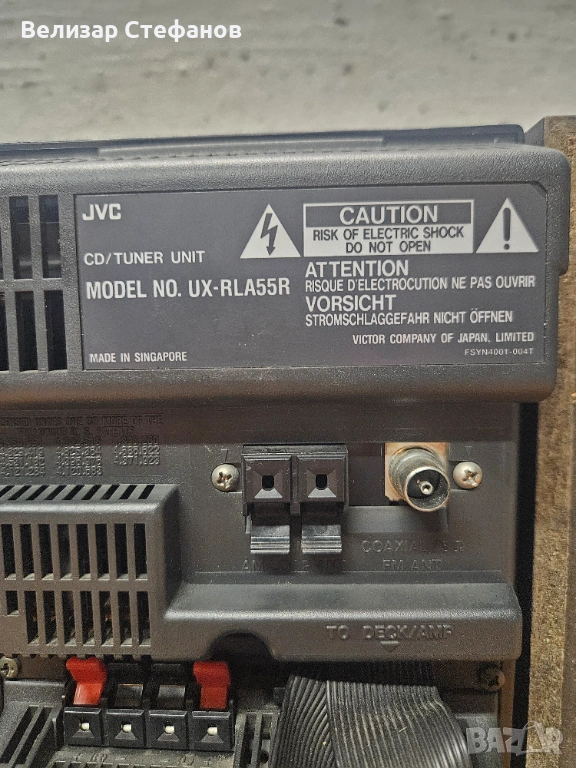 Велизар Стефанов
JVC
CD/TUNER UNIT
MODEL NO. UX-RLA55R
MADE IN SINGAPORE
CAUTION
RISK OF ELECTRIC SHOCK
DO NOT OPEN
ATTENTION
RISQUE D'ELECTROCUTION NE PAS OUVRIR
VORSICHT
STROMSCHLAGGEFAHR NICHT ÖFFNEN
VICTOR COMPANY OF JAPAN, LIMITED
FSYN4001-004T
COAXIAL
FM ANT
TO DECK/AMP
BAZAR